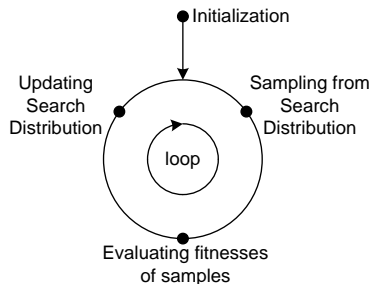 Initialization
Updating
Search
Distribution
Sampling from
Search
Distribution
loop
Evaluating fitnesses
of samples